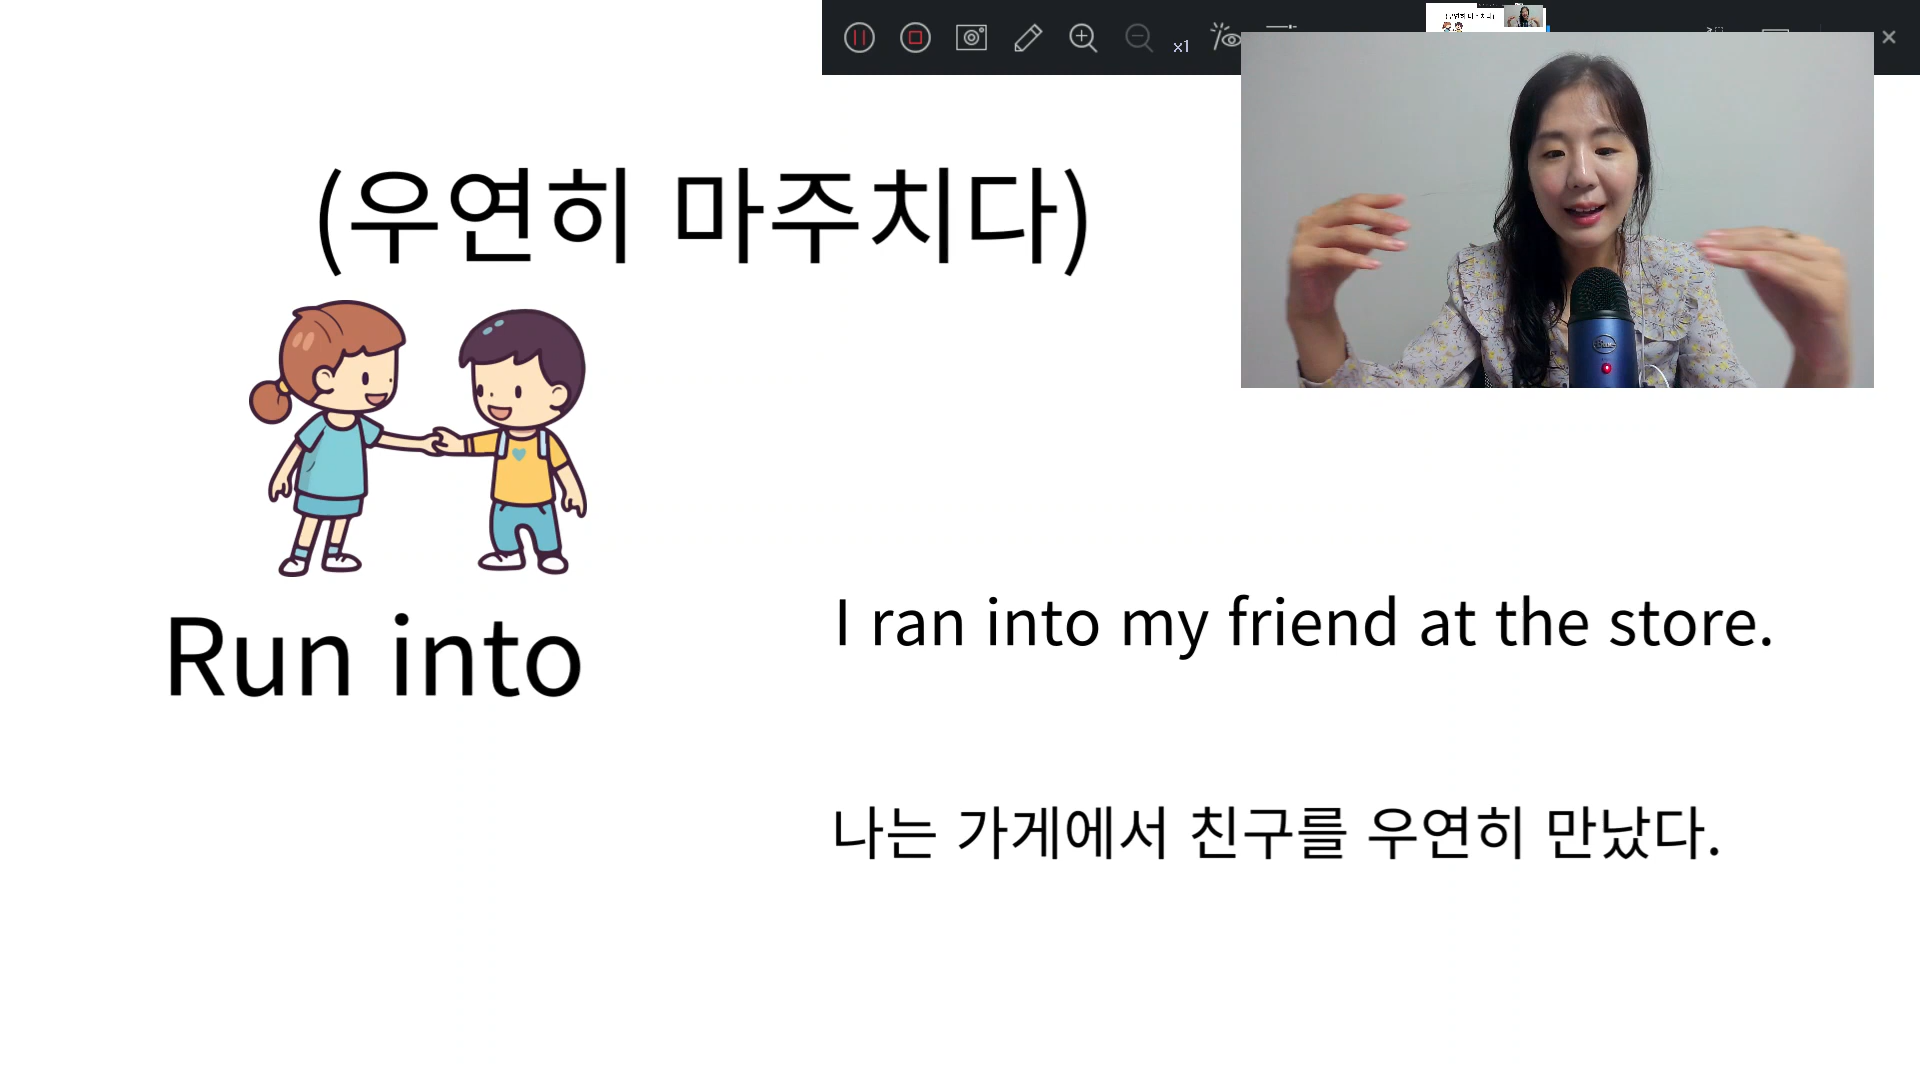 x1
(우연히 마주치다)
Run into
I ran into my friend at the store.
나는 가게에서 친구를 우연히 만났다.